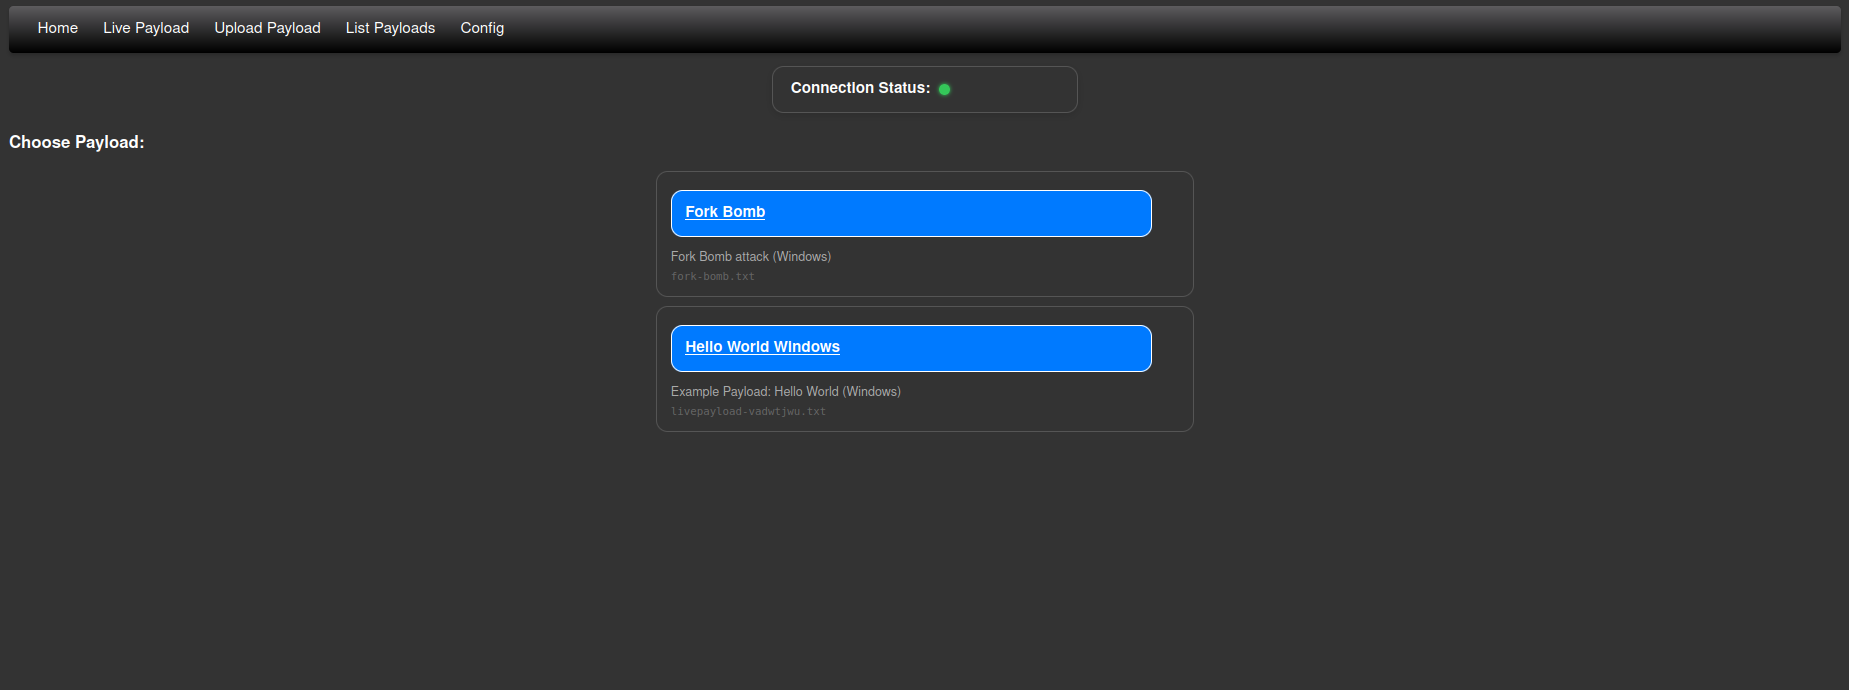 Home Live Payload Upload Payload List Payloads Config
Connection Status:
Choose Payload:
Fork Bomb
Fork Bomb attack (Windows)
fork-bomb.txt
Hello World Windows
Example Payload: Hello World (Windows)
livepayload-vadwtjwu.txt